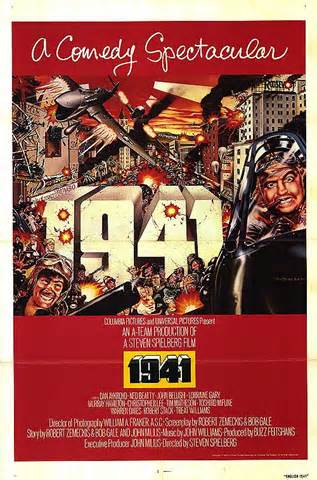 A Comedy Spectacular
1941
COLUMBIA PICTURES and UNIVERSAL PICTURES Present
AN A-TEAM PRODUCTION OF
A STEVEN SPIELBERG FILM
1941
DAN AYKROYD • NED BEATTY • JOHN BELUSHI • LORRAINE GARY
MURRAY HAMILTON • CHRISTOPHER LEE • TIM MATHESON • TOSHIRO MIFUNE
WARREN OATES • ROBERT STACK • TREAT WILLIAMS
Director of Photography WILLIAM A. FRAKER, A.S.C. • Screenplay by ROBERT ZEMECKIS & BOB GALE
Story by ROBERT ZEMECKIS & BOB GALE AND JOHN MILIUS • Music by JOHN WILLIAMS • Produced by BUZZ FEITSHANS
Executive Producer JOHN MILIUS • Directed by STEVEN SPIELBERG